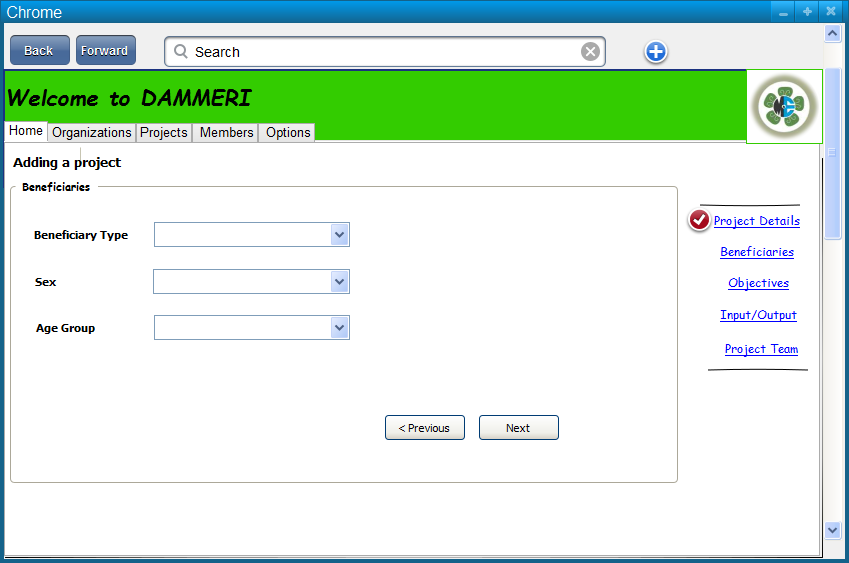 Chrome
Back
Forward
Search
Welcome to DAMMERI
Home
Organizations
Projects
Members
Options
Adding a project
Beneficiaries
Beneficiary Type
Sex
Age Group
< Previous
Next
Project Details
Beneficiaries
Objectives
Input/Output
Project Team